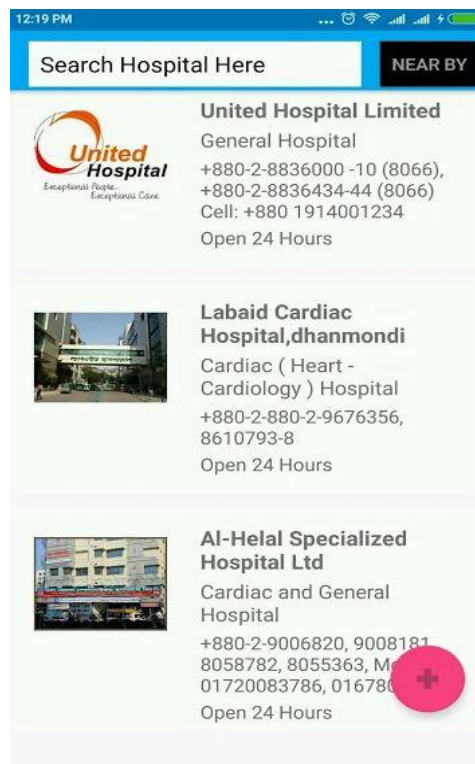 12:19 PM
...
Search Hospital Here
NEAR BY
United
Hospital
Exceptional People..
Exceptional Care
United Hospital Limited
General Hospital
+880-2-8836000 -10 (8066),
+880-2-8836434-44 (8066)
Cell: +880 1914001234
Open 24 Hours
Labaid Cardiac
Hospital,dhanmondi
Cardiac ( Heart -
Cardiology ) Hospital
+880-2-880-2-9676356,
8610793-8
Open 24 Hours
Al-Helal Specialized
Hospital Ltd
Cardiac and General
Hospital
+880-2-9006820, 9008181,
8058782, 8055363,
01720083786,
Open 24 Hours